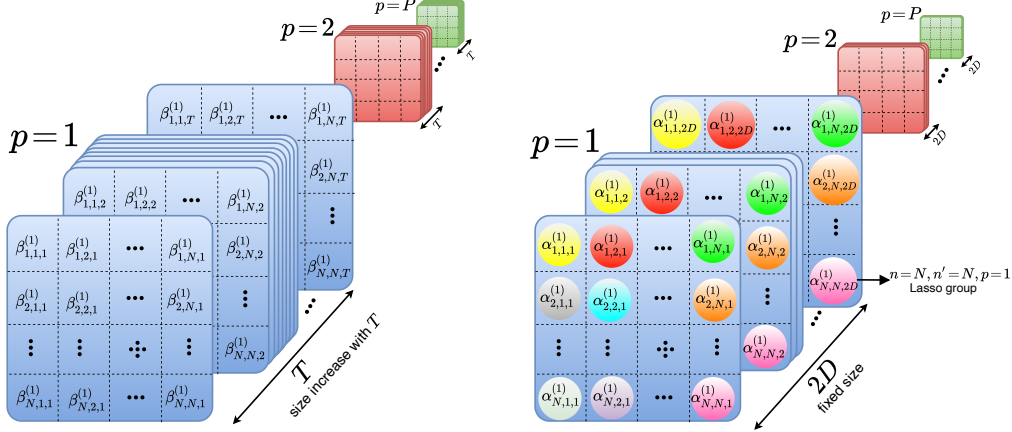 p=P
T
p=2
T
p=1
β^{(1)}_{1,1,T} β^{(1)}_{1,2,T} ... β^{(1)}_{1,N,T}
β^{(1)}_{2,N,T}
⋮
β^{(1)}_{N,N,T}
β^{(1)}_{1,1,2} β^{(1)}_{1,2,2} ... β^{(1)}_{1,N,2}
β^{(1)}_{2,N,2}
⋮
β^{(1)}_{N,N,2}
β^{(1)}_{1,1,1} β^{(1)}_{1,2,1} ... β^{(1)}_{1,N,1}
β^{(1)}_{2,1,1} β^{(1)}_{2,2,1} ... β^{(1)}_{2,N,1}
β^{(1)}_{N,1,1} β^{(1)}_{N,2,1} ... β^{(1)}_{N,N,1}
T
size increase with T
p=P
2D
p=2
2D
p=1
α^{(1)}_{1,1,2D} α^{(1)}_{1,2,2D} ... α^{(1)}_{1,N,2D}
α^{(1)}_{2,N,2D}
⋮
α^{(1)}_{N,N,2D}
n=N, n′=N, p=1
Lasso group
α^{(1)}_{1,1,2} α^{(1)}_{1,2,2} ... α^{(1)}_{1,N,2}
α^{(1)}_{2,N,2}
⋮
α^{(1)}_{N,N,2}
α^{(1)}_{1,1,1} α^{(1)}_{1,2,1} ... α^{(1)}_{1,N,1}
α^{(1)}_{2,1,1} α^{(1)}_{2,2,1} ... α^{(1)}_{2,N,1}
α^{(1)}_{N,1,1} α^{(1)}_{N,2,1} ... α^{(1)}_{N,N,1}
2D
fixed size